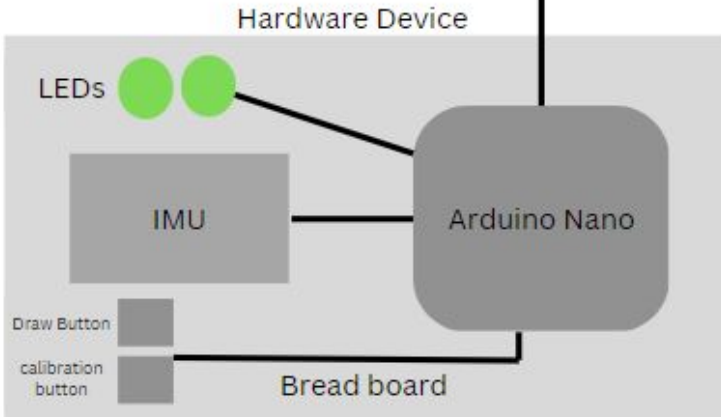 Hardware Device
LEDs
IMU
Arduino Nano
Draw Button
calibration
button
Bread board